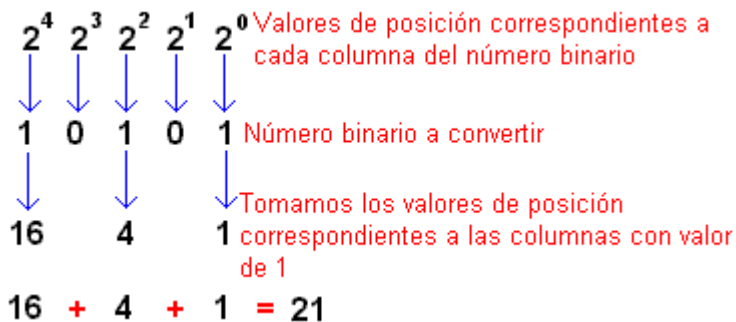 2⁴ 2³ 2² 2¹ 2⁰ Valores de posición correspondientes a
cada columna del número binario
1 0 1 0 1 Número binario a convertir
Tomamos los valores de posición
16 4 1 correspondientes a las columnas con valor
de 1
16 + 4 + 1 = 21